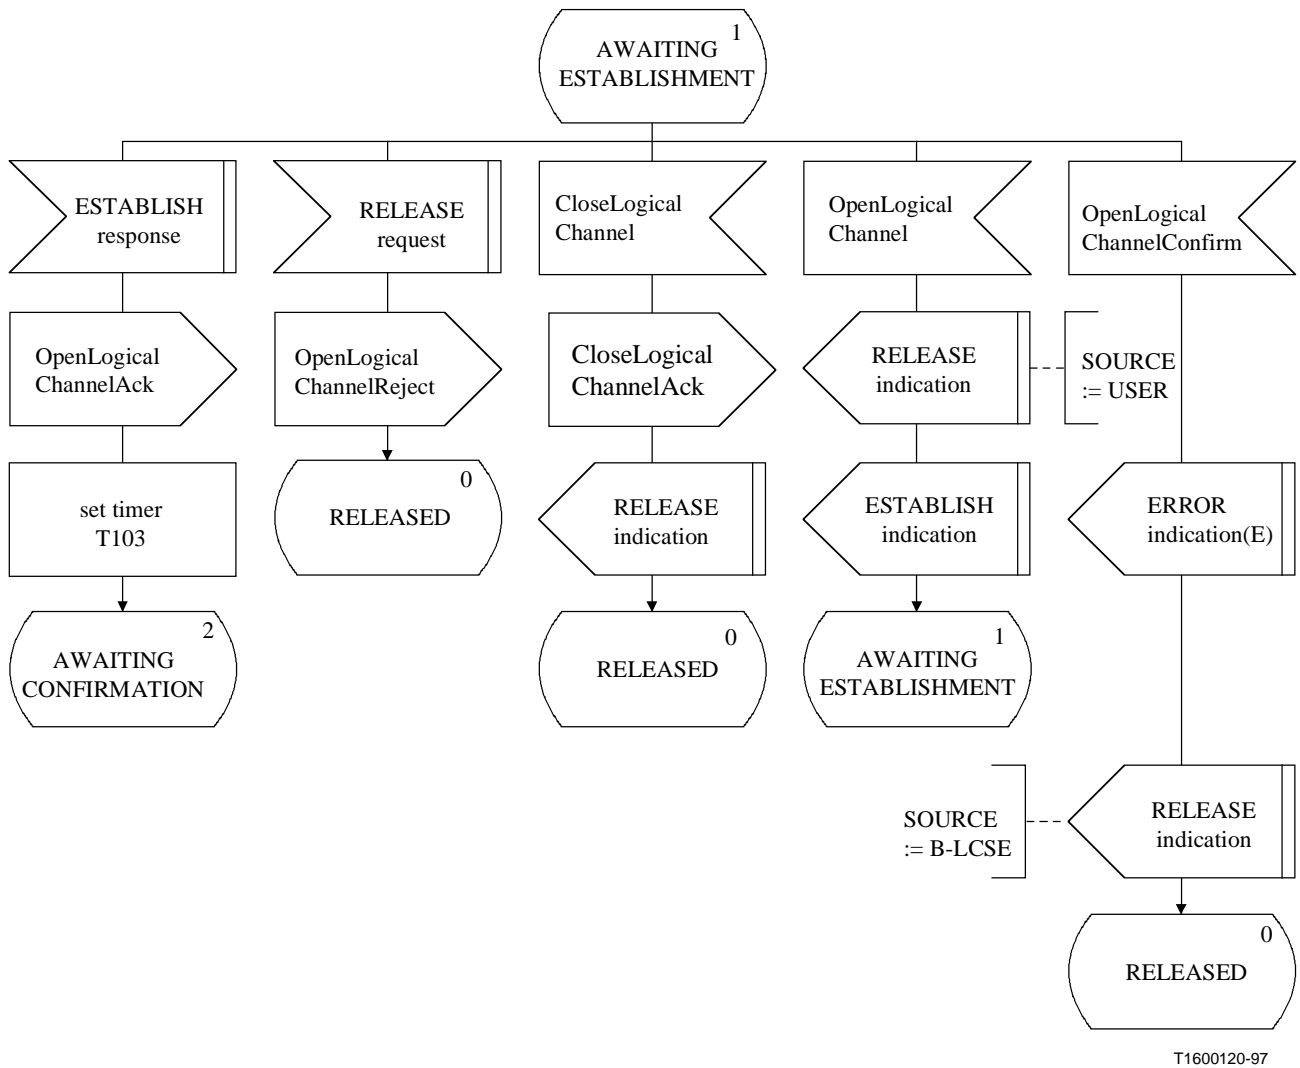 1
AWAITING
ESTABLISHMENT
ESTABLISH
response
RELEASE
request
CloseLogical
Channel
OpenLogical
Channel
OpenLogical
ChannelConfirm
OpenLogical
ChannelAck
OpenLogical
ChannelReject
CloseLogical
ChannelAck
RELEASE
indication
SOURCE
:= USER
set timer
T103
0
RELEASED
RELEASE
indication
ESTABLISH
indication
ERROR
indication(E)
2
AWAITING
CONFIRMATION
0
RELEASED
1
AWAITING
ESTABLISHMENT
SOURCE
:= B-LCSE
RELEASE
indication
0
RELEASED
T1600120-97